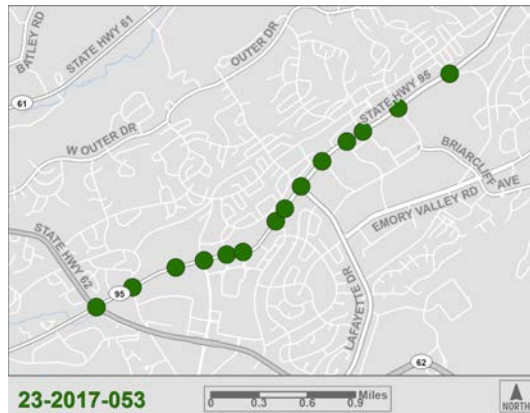 BATLEY RD
STATE HWY 61
OUTER DR
61
STATE HWY 95
W OUTER DR
BRIARCLIFF AVE
EMORY VALLEY RD
STATE HWY 62
95
LAFAYETTE DR
62
23-2017-053
Miles
0 0.3 0.6 0.9
NORTH